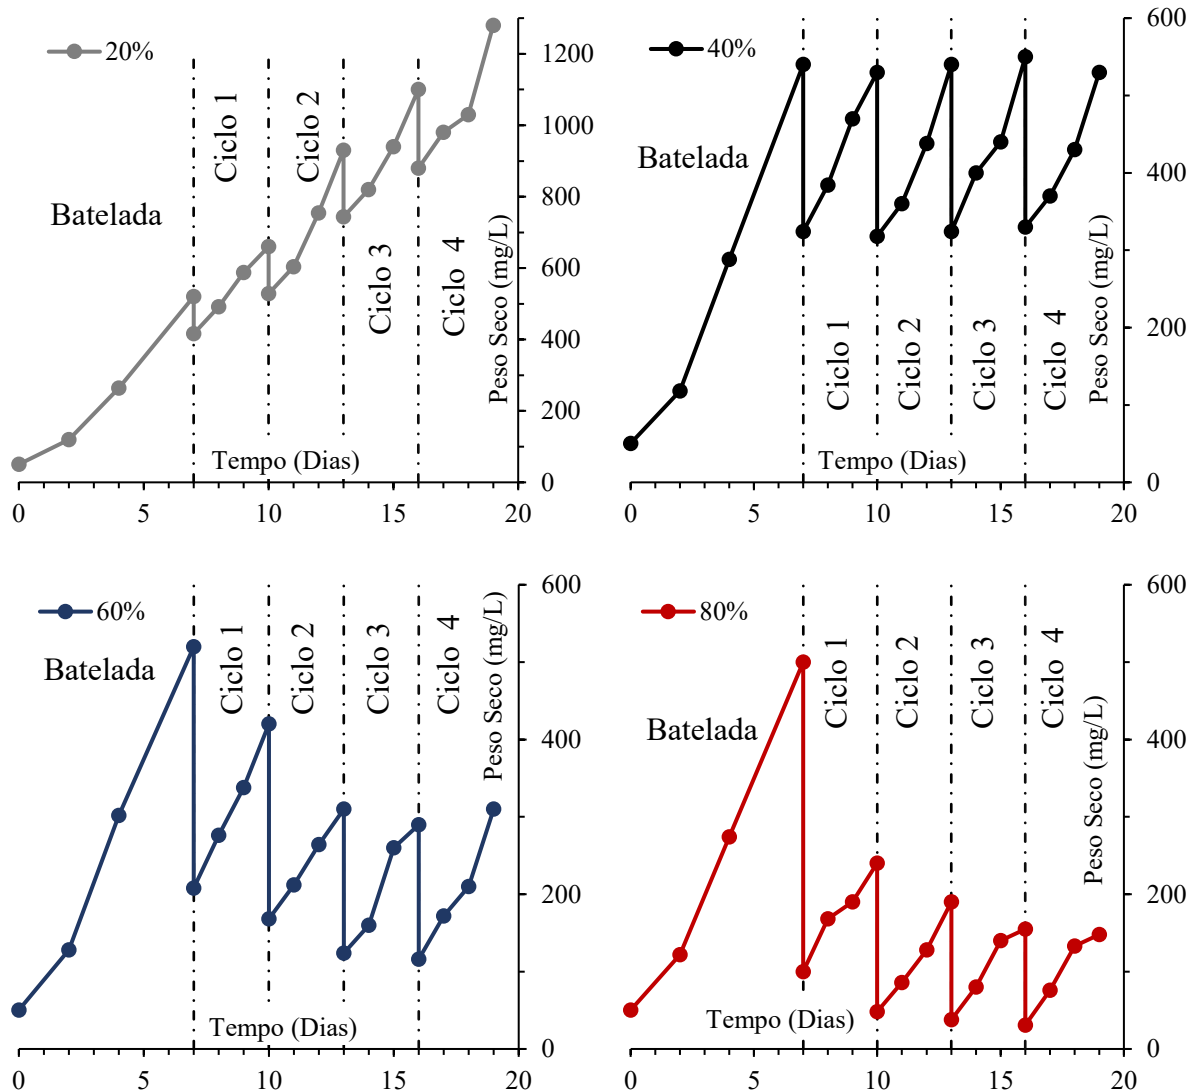 20%
Batelada
Ciclo 1
Ciclo 2
Ciclo 3
Ciclo 4
Peso Seco (mg/L)
1200
1000
800
600
400
200
0
Tempo (Dias)
0 5 10 15 20
40%
Batelada
Ciclo 1
Ciclo 2
Ciclo 3
Ciclo 4
Peso Seco (mg/L)
600
400
200
0
Tempo (Dias)
0 5 10 15 20
60%
Batelada
Ciclo 1
Ciclo 2
Ciclo 3
Ciclo 4
Peso Seco (mg/L)
600
400
200
0
Tempo (Dias)
0 5 10 15 20
80%
Batelada
Ciclo 1
Ciclo 2
Ciclo 3
Ciclo 4
Peso Seco (mg/L)
600
400
200
0
Tempo (Dias)
0 5 10 15 20